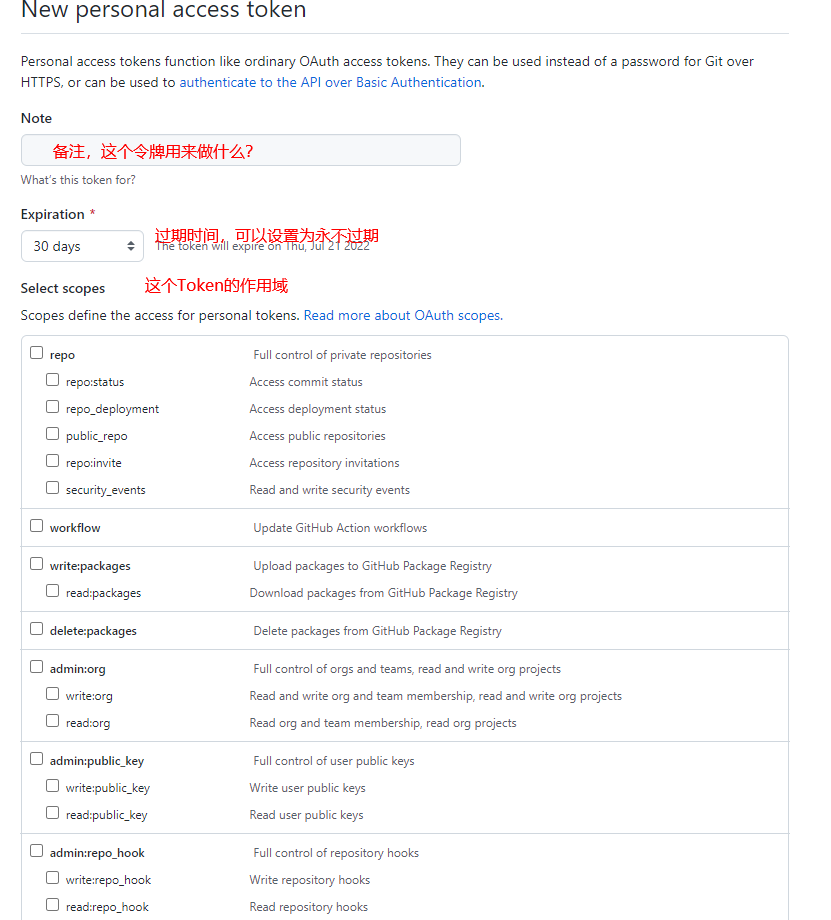 New personal access token
Personal access tokens function like ordinary OAuth access tokens. They can be used instead of a password for Git over
HTTPS, or can be used to authenticate to the API over Basic Authentication.
Note
备注，这个令牌用来做什么？
What's this token for?
Expiration *
过期时间，可以设置为永不过期
30 days
The token will expire on Thu, Jul 21 2022
Select scopes
这个Token的作用域
Scopes define the access for personal tokens. Read more about OAuth scopes.
repo Full control of private repositories
repo:status Access commit status
repo_deployment Access deployment status
public_repo Access public repositories
repo:invite Access repository invitations
security_events Read and write security events
workflow Update GitHub Action workflows
write:packages Upload packages to GitHub Package Registry
read:packages Download packages from GitHub Package Registry
delete:packages Delete packages from GitHub Package Registry
admin:org Full control of orgs and teams, read and write org projects
write:org Read and write org and team membership, read and write org projects
read:org Read org and team membership, read org projects
admin:public_key Full control of user public keys
write:public_key Write user public keys
read:public_key Read user public keys
admin:repo_hook Full control of repository hooks
write:repo_hook Write repository hooks
read:repo_hook Read repository hooks